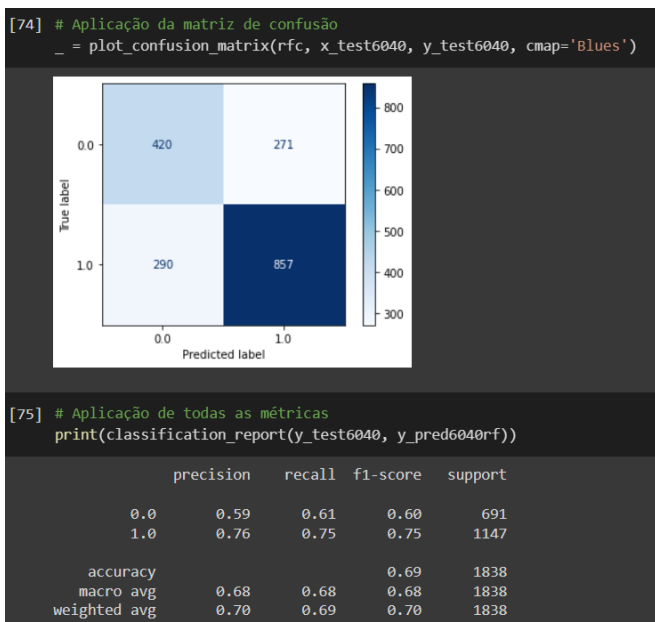 [74] # Aplicação da matriz de confusão
_ = plot_confusion_matrix(rfc, x_test6040, y_test6040, cmap='Blues')
800
0.0 420 271
700
600
True label
500
1.0 290 857
400
300
0.0 1.0
Predicted label
[75] # Aplicação de todas as métricas
print(classification_report(y_test6040, y_pred6040rf))
precision recall f1-score support
0.0 0.59 0.61 0.60 691
1.0 0.76 0.75 0.75 1147
accuracy 0.69 1838
macro avg 0.68 0.68 0.68 1838
weighted avg 0.70 0.69 0.70 1838